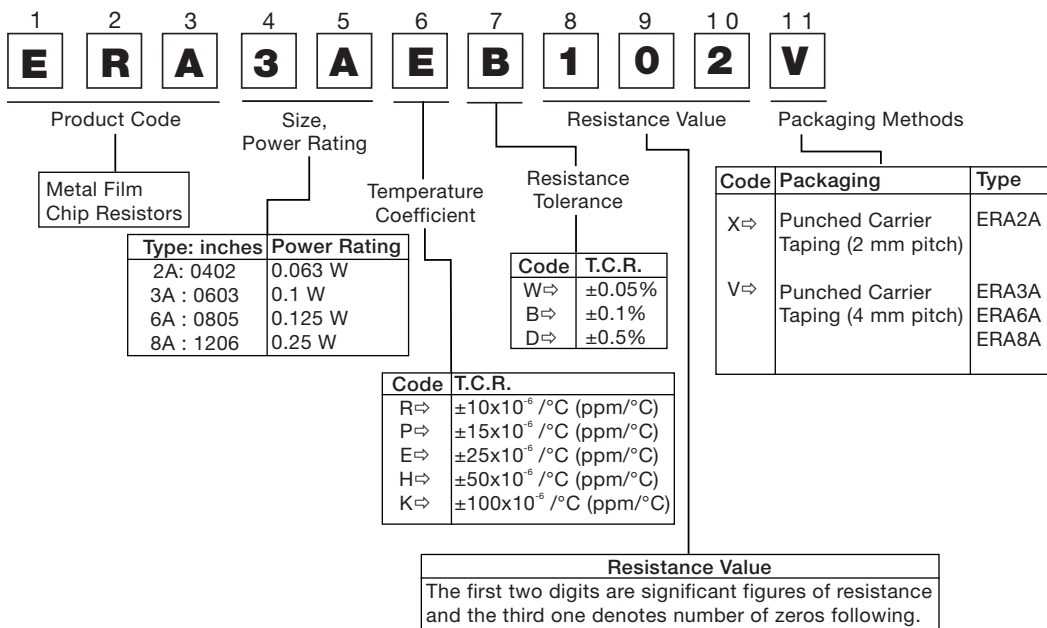 1 2 3 4 5 6 7 8 9 10 11
E R A 3 A E B 1 0 2 V
Product Code
Size,
Power Rating
Resistance Value
Packaging Methods
Metal Film
Chip Resistors
Temperature
Coefficient
Resistance
Tolerance
Type: inches Power Rating
2A: 0402 0.063 W
3A : 0603 0.1 W
6A : 0805 0.125 W
8A : 1206 0.25 W
Code T.C.R.
W⇨ ±0.05%
B⇨ ±0.1%
D⇨ ±0.5%
Code Packaging Type
X⇨ Punched Carrier ERA2A
Taping (2 mm pitch)
V⇨ Punched Carrier ERA3A
Taping (4 mm pitch) ERA6A
ERA8A
Code T.C.R.
R⇨ ±10x10⁻⁶ /°C (ppm/°C)
P⇨ ±15x10⁻⁶ /°C (ppm/°C)
E⇨ ±25x10⁻⁶ /°C (ppm/°C)
H⇨ ±50x10⁻⁶ /°C (ppm/°C)
K⇨ ±100x10⁻⁶ /°C (ppm/°C)
Resistance Value
The first two digits are significant figures of resistance
and the third one denotes number of zeros following.